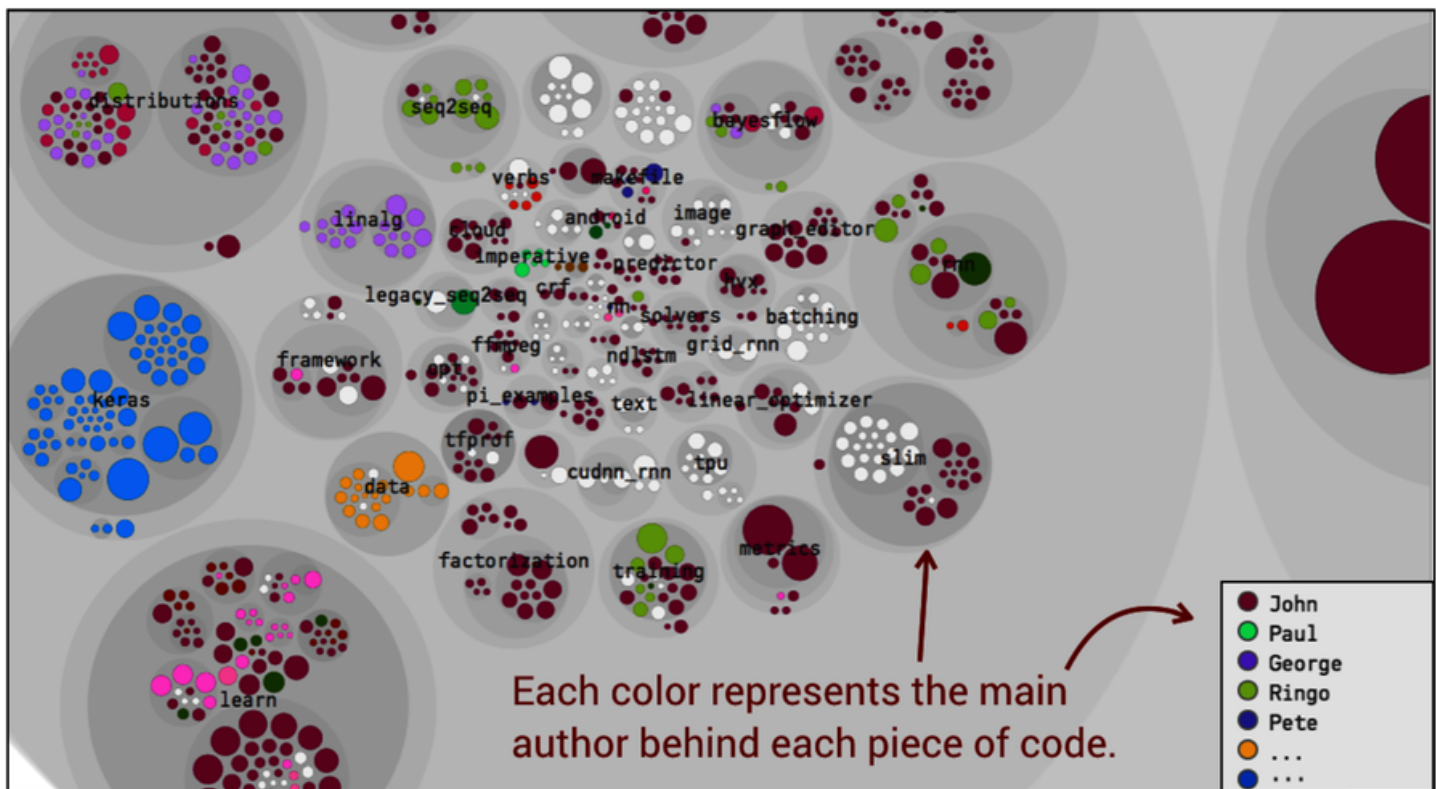 distributions
seq2seq
bayesflow
verbs
makefile
linalg
cloud
android
image
graph_editor
imperative
predictor
rnn
legacy_seq2seq
crf
hvx
nn
solvers
batching
framework
ffmpeg
ndlstm
grid_rnn
opt
keras
pi_examples
text
linear_optimizer
tfprof
data
cudnn_rnn
tpu
slim
factorization
training
metrics
learn
Each color represents the main
author behind each piece of code.
John
Paul
George
Ringo
Pete
...
...